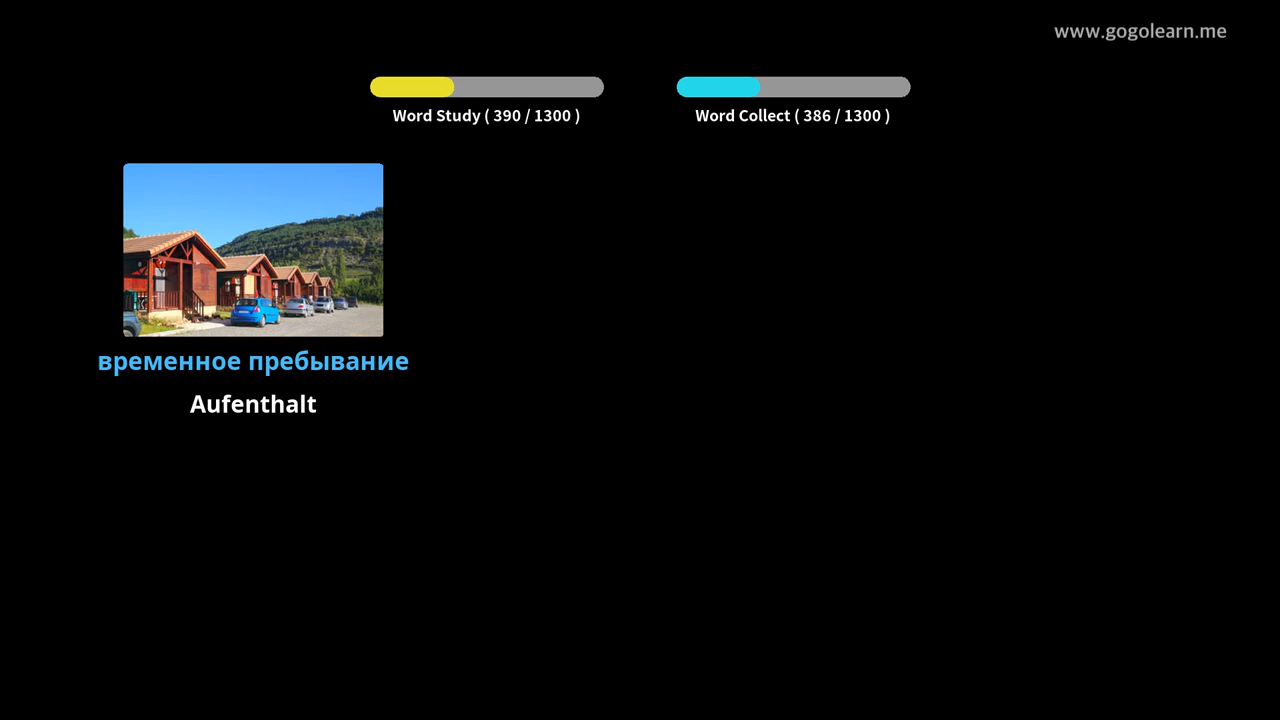 www.gogolearn.me
Word Study ( 390 / 1300 )
Word Collect ( 386 / 1300 )
временное пребывание
Aufenthalt